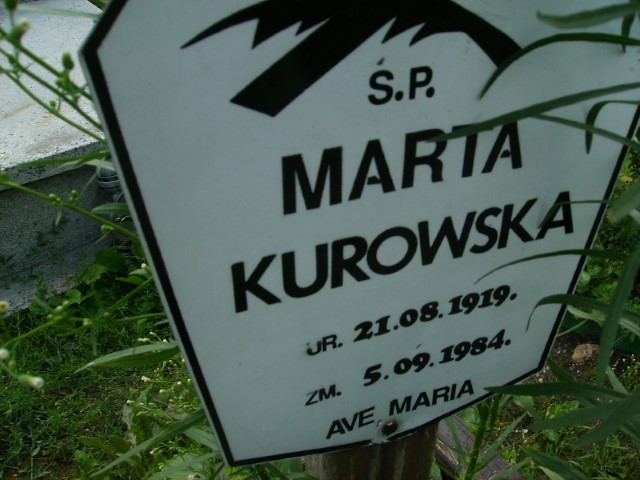 Ś.P.
MARTA
KUROWSKA
UR. 21.08.1919.
ZM. 5.09.1984.
AVE MARIA